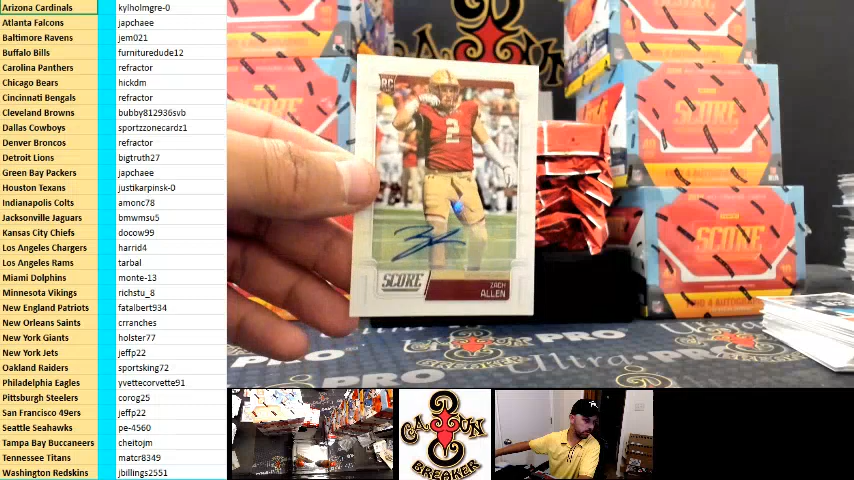 Arizona Cardinals kylholmgre-0
Atlanta Falcons japchaee
Baltimore Ravens jem021
Buffalo Bills furnituredude12
Carolina Panthers refractor
Chicago Bears hickdm
Cincinnati Bengals refractor
Cleveland Browns bubby812936svb
Dallas Cowboys sportzzonecardz1
Denver Broncos refractor
Detroit Lions bigtruth27
Green Bay Packers japchaee
Houston Texans justikarpinsk-0
Indianapolis Colts amonc78
Jacksonville Jaguars bmwmsu5
Kansas City Chiefs docow99
Los Angeles Chargers harrid4
Los Angeles Rams tarbal
Miami Dolphins monte-13
Minnesota Vikings richstu_8
New England Patriots fatalbert934
New Orleans Saints crranches
New York Giants holster77
New York Jets jeffp22
Oakland Raiders sportsking72
Philadelphia Eagles yvettecorvette91
Pittsburgh Steelers corog25
San Francisco 49ers jeffp22
Seattle Seahawks pe-4560
Tampa Bay Buccaneers cheitojm
Tennessee Titans matcr8349
Washington Redskins jbillings2551
RC
2
SCORE
ZACH
ALLEN
SCORE
SCORE
Ultra PRO
CAJUN
BREAKER